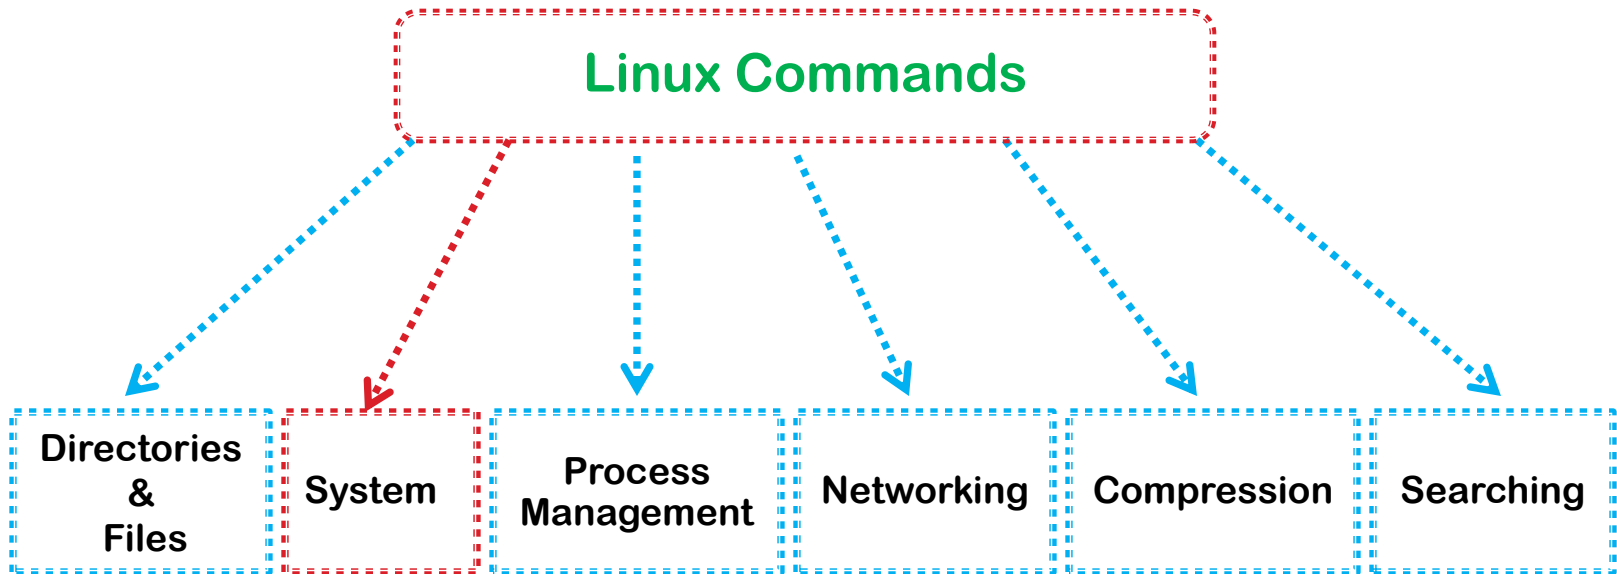 Linux Commands
Directories
&
Files
System
Process
Management
Networking
Compression
Searching